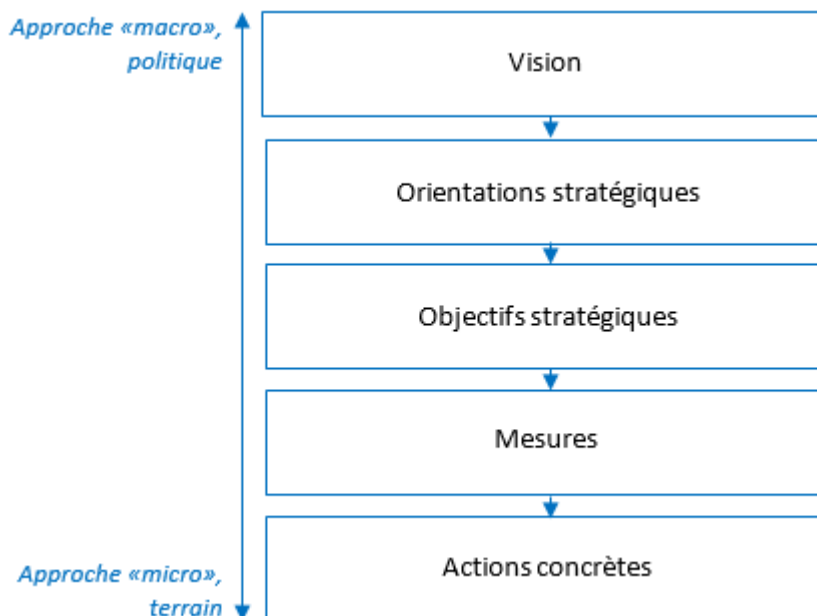 Approche «macro»,
politique
Vision
Orientations stratégiques
Objectifs stratégiques
Mesures
Actions concrètes
Approche «micro»,
terrain